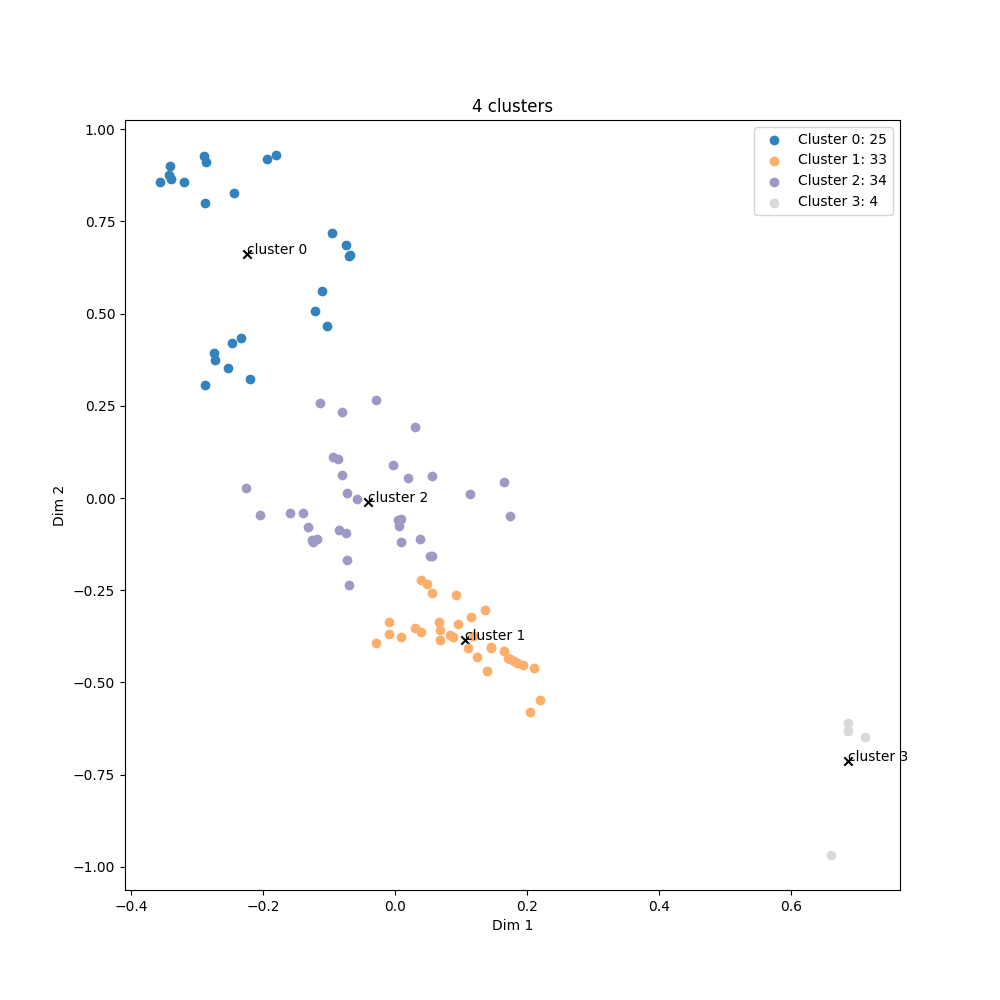 4 clusters
1.00
0.75
0.50
0.25
0.00
−0.25
−0.50
−0.75
−1.00
Dim 2
Cluster 0: 25
Cluster 1: 33
Cluster 2: 34
Cluster 3: 4
cluster 0
cluster 2
cluster 1
cluster 3
−0.4 −0.2 0.0 0.2 0.4 0.6
Dim 1